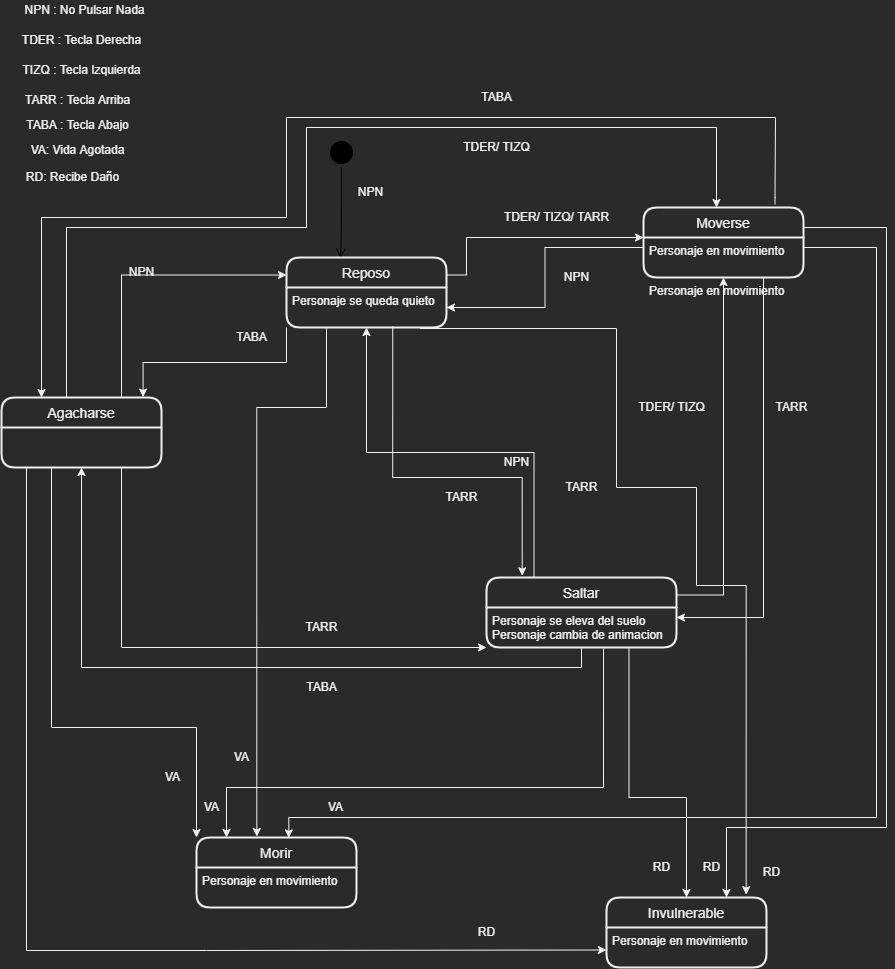 NPN : No Pulsar Nada
TDER : Tecla Derecha
TIZQ : Tecla Izquierda
TARR : Tecla Arriba
TABA : Tecla Abajo
VA: Vida Agotada
RD: Recibe Daño
TABA
TDER/ TIZQ
NPN
TDER/ TIZQ/ TARR
Moverse
Personaje en movimiento
Personaje en movimiento
NPN
Reposo
Personaje se queda quieto
NPN
TABA
Agacharse
TDER/ TIZQ
TARR
NPN
TARR
TARR
Saltar
Personaje se eleva del suelo
Personaje cambia de animacion
TARR
TABA
VA
VA
VA
VA
Morir
Personaje en movimiento
RD
RD
RD
Invulnerable
Personaje en movimiento
RD